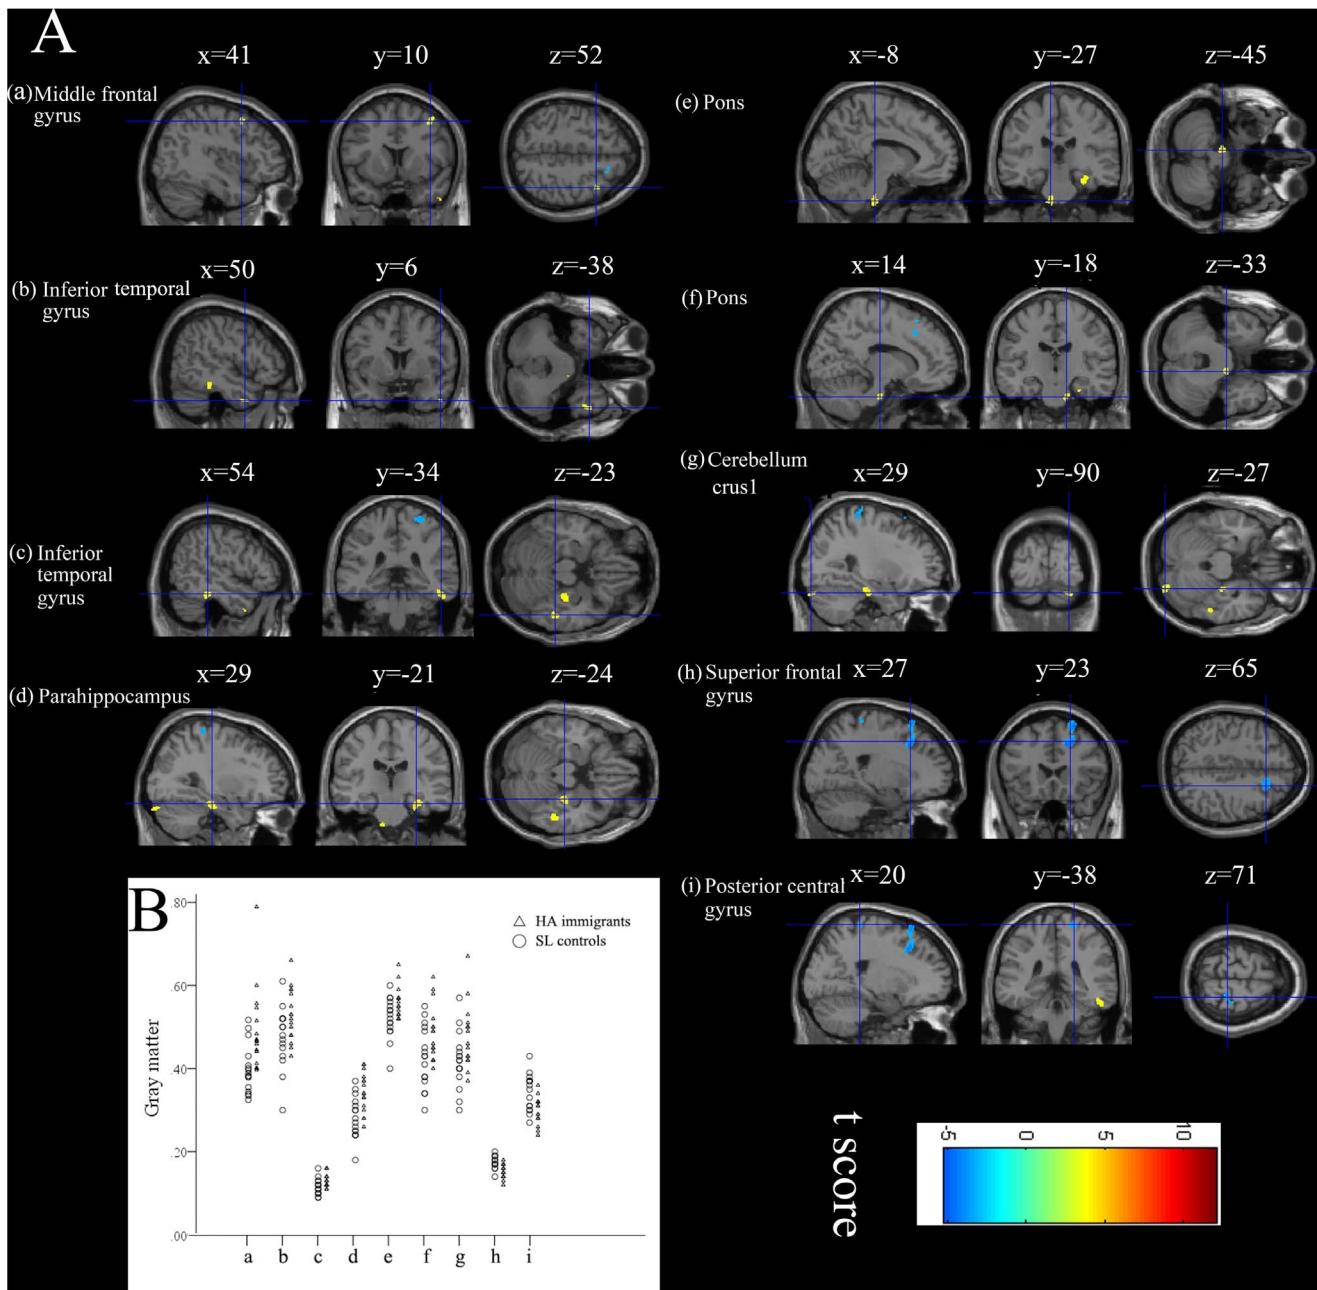 A
x=41 y=10 z=52
(a) Middle frontal
gyrus
x=50 y=6 z=-38
(b) Inferior temporal
gyrus
x=54 y=-34 z=-23
(c) Inferior
temporal
gyrus
x=29 y=-21 z=-24
(d) Parahippocampus
x=-8 y=-27 z=-45
(e) Pons
x=14 y=-18 z=-33
(f) Pons
(g) Cerebellum
crus1
x=29 y=-90 z=-27
(h) Superior frontal
gyrus
x=27 y=23 z=65
(i) Posterior central
gyrus
x=20 y=-38 z=71
B
Gray matter
.80
.60
.40
.20
.00
HA immigrants
SL controls
a b c d e f g h i
t score
-5 0 5 10